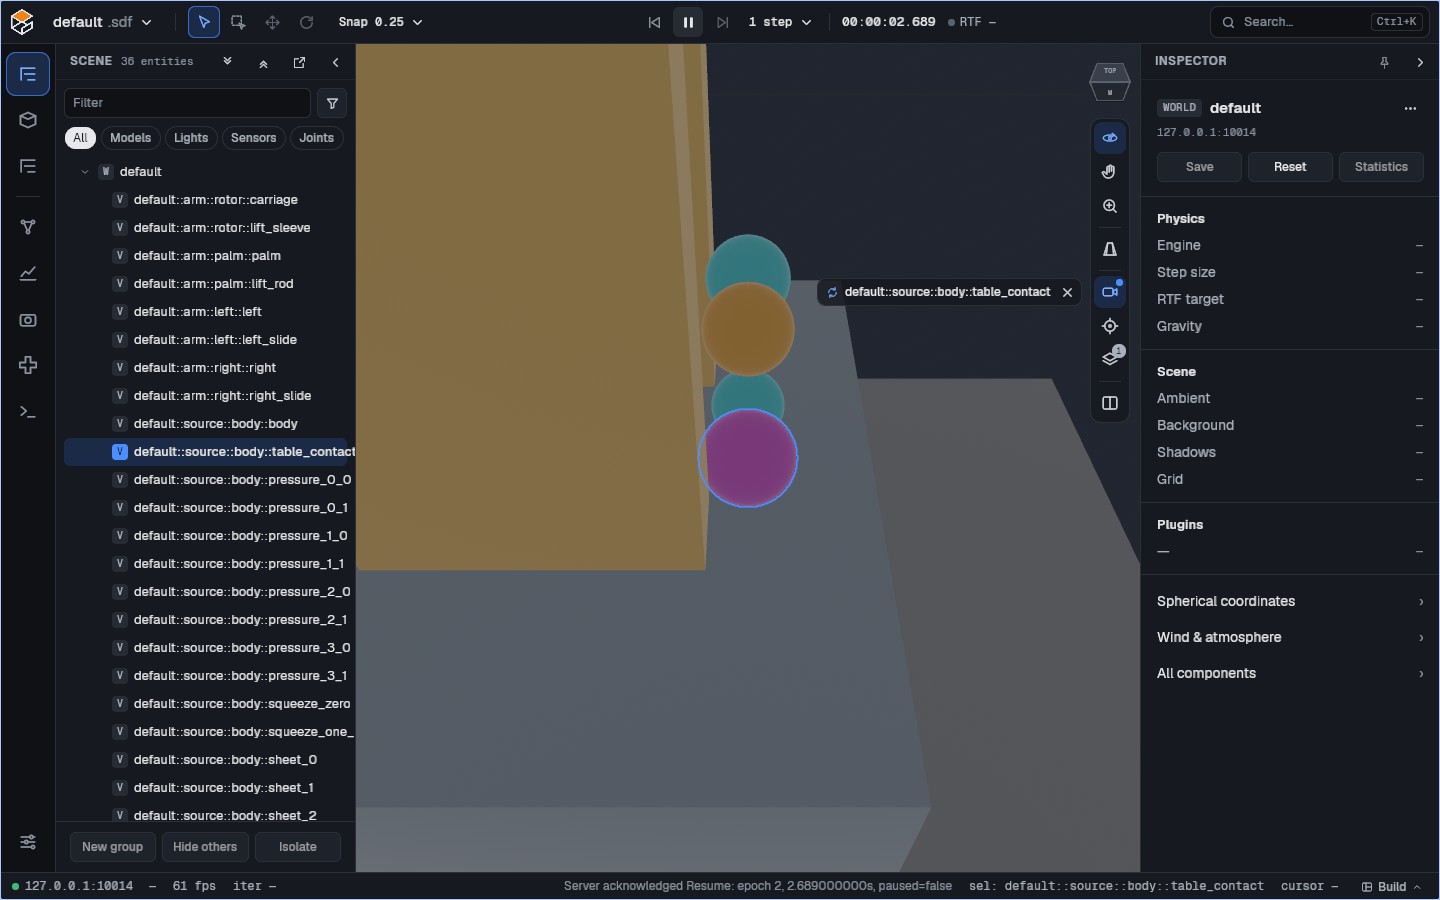 default .sdf
Snap 0.25
1 step
00:00:02.689
RTF –
Search...
Ctrl+K
SCENE 36 entities
Filter
All
Models
Lights
Sensors
Joints
W default
V default::arm::rotor::carriage
V default::arm::rotor::lift_sleeve
V default::arm::palm::palm
V default::arm::palm::lift_rod
V default::arm::left::left
V default::arm::left::left_slide
V default::arm::right::right
V default::arm::right::right_slide
V default::source::body::body
V default::source::body::table_contact
V default::source::body::pressure_0_0
V default::source::body::pressure_0_1
V default::source::body::pressure_1_0
V default::source::body::pressure_1_1
V default::source::body::pressure_2_0
V default::source::body::pressure_2_1
V default::source::body::pressure_3_0
V default::source::body::pressure_3_1
V default::source::body::squeeze_zero
V default::source::body::squeeze_one_
V default::source::body::sheet_0
V default::source::body::sheet_1
V default::source::body::sheet_2
New group
Hide others
Isolate
TOP
W
default::source::body::table_contact
1
INSPECTOR
WORLD default
127.0.0.1:10014
Save
Reset
Statistics
Physics
Engine –
Step size –
RTF target –
Gravity –
Scene
Ambient –
Background –
Shadows –
Grid –
Plugins
— –
Spherical coordinates
Wind & atmosphere
All components
127.0.0.1:10014 – 61 fps iter –
Server acknowledged Resume: epoch 2, 2.689000000s, paused=false
sel: default::source::body::table_contact
cursor –
Build